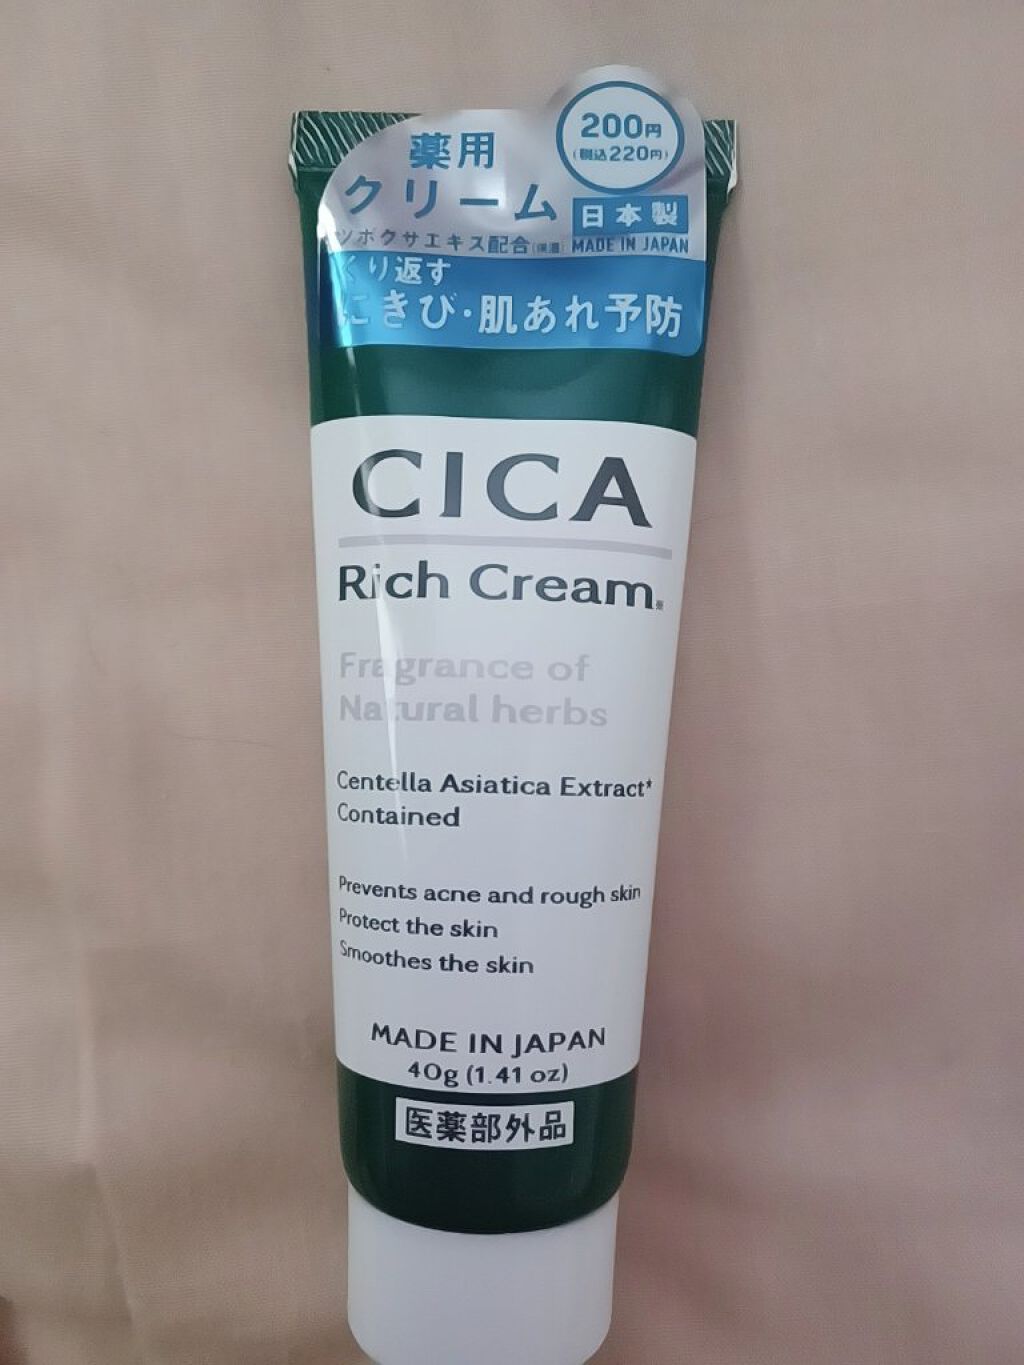 薬用
クリーム
200円
(税込220円)
日本製
MADE IN JAPAN
ツボクサエキス配合(保湿)
くり返す
にきび・肌あれ予防
CICA
Rich Cream※
Fragrance of
Natural herbs
Centella Asiatica Extract*
Contained
Prevents acne and rough skin
Protect the skin
Smoothes the skin
MADE IN JAPAN
40g (1.41 oz)
医薬部外品